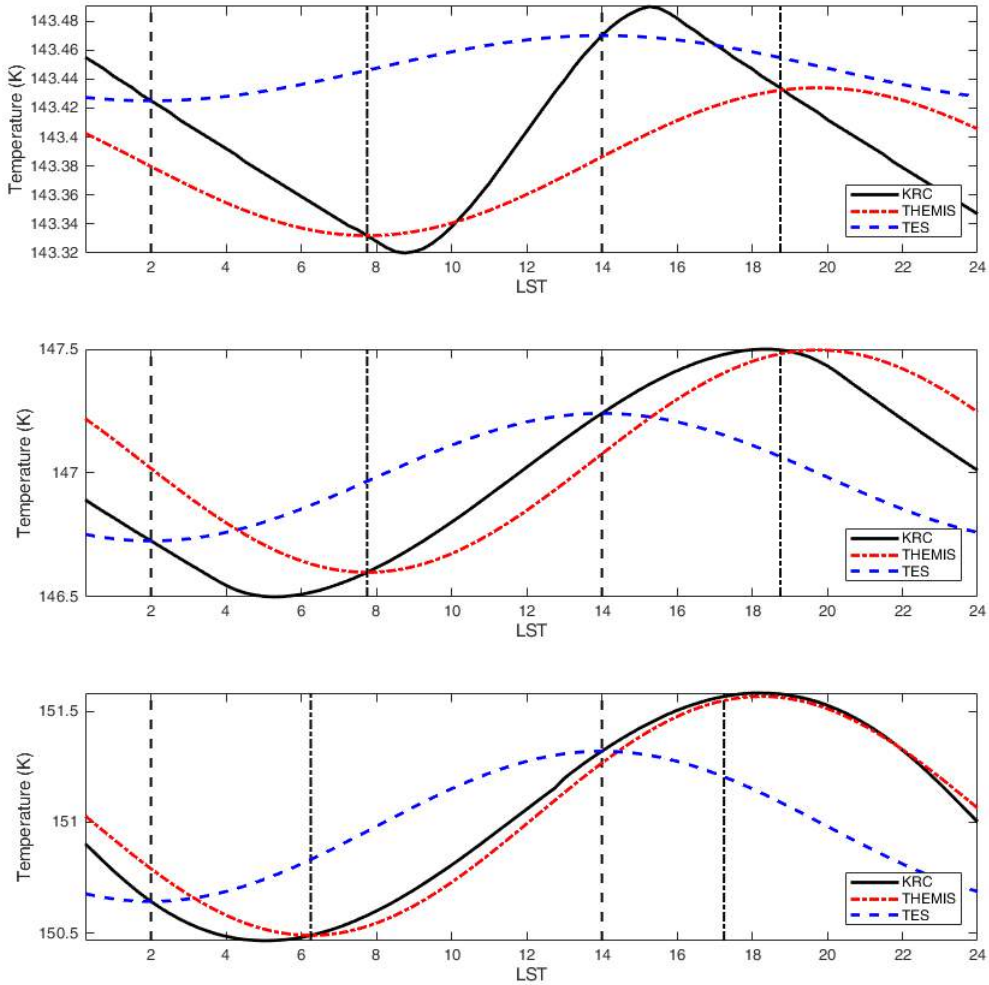 143.48
143.46
143.44
143.42
143.4
143.38
143.36
143.34
143.32
Temperature (K)
2 4 6 8 10 12 14 16 18 20 22 24
LST
KRC
THEMIS
TES
147.5
147
146.5
Temperature (K)
2 4 6 8 10 12 14 16 18 20 22 24
LST
KRC
THEMIS
TES
151.5
151
150.5
Temperature (K)
2 4 6 8 10 12 14 16 18 20 22 24
LST
KRC
THEMIS
TES